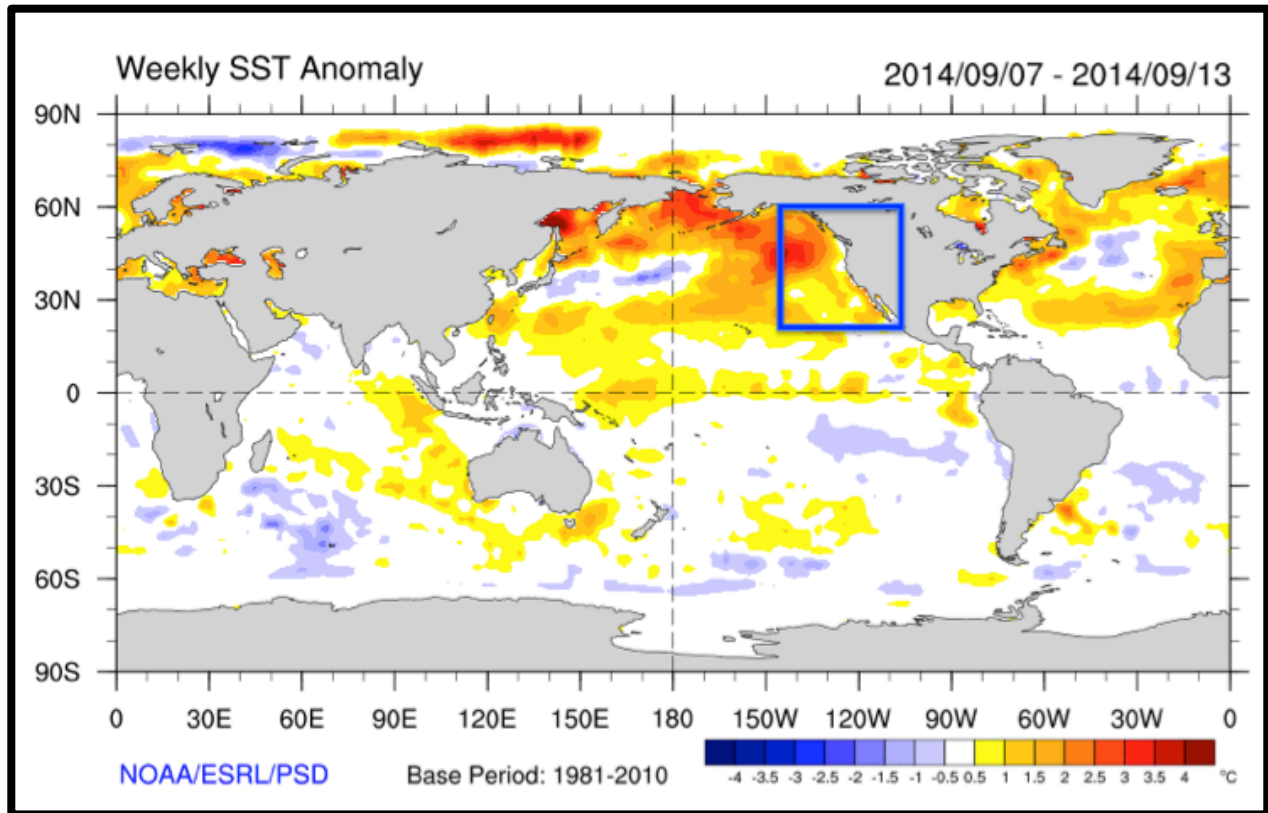 Weekly SST Anomaly 2014/09/07 - 2014/09/13
90N
60N
30N
0
30S
60S
90S
0 30E 60E 90E 120E 150E 180 150W 120W 90W 60W 30W 0
NOAA/ESRL/PSD Base Period: 1981-2010
-4 -3.5 -3 -2.5 -2 -1.5 -1 -0.5 0.5 1 1.5 2 2.5 3 3.5 4 °C